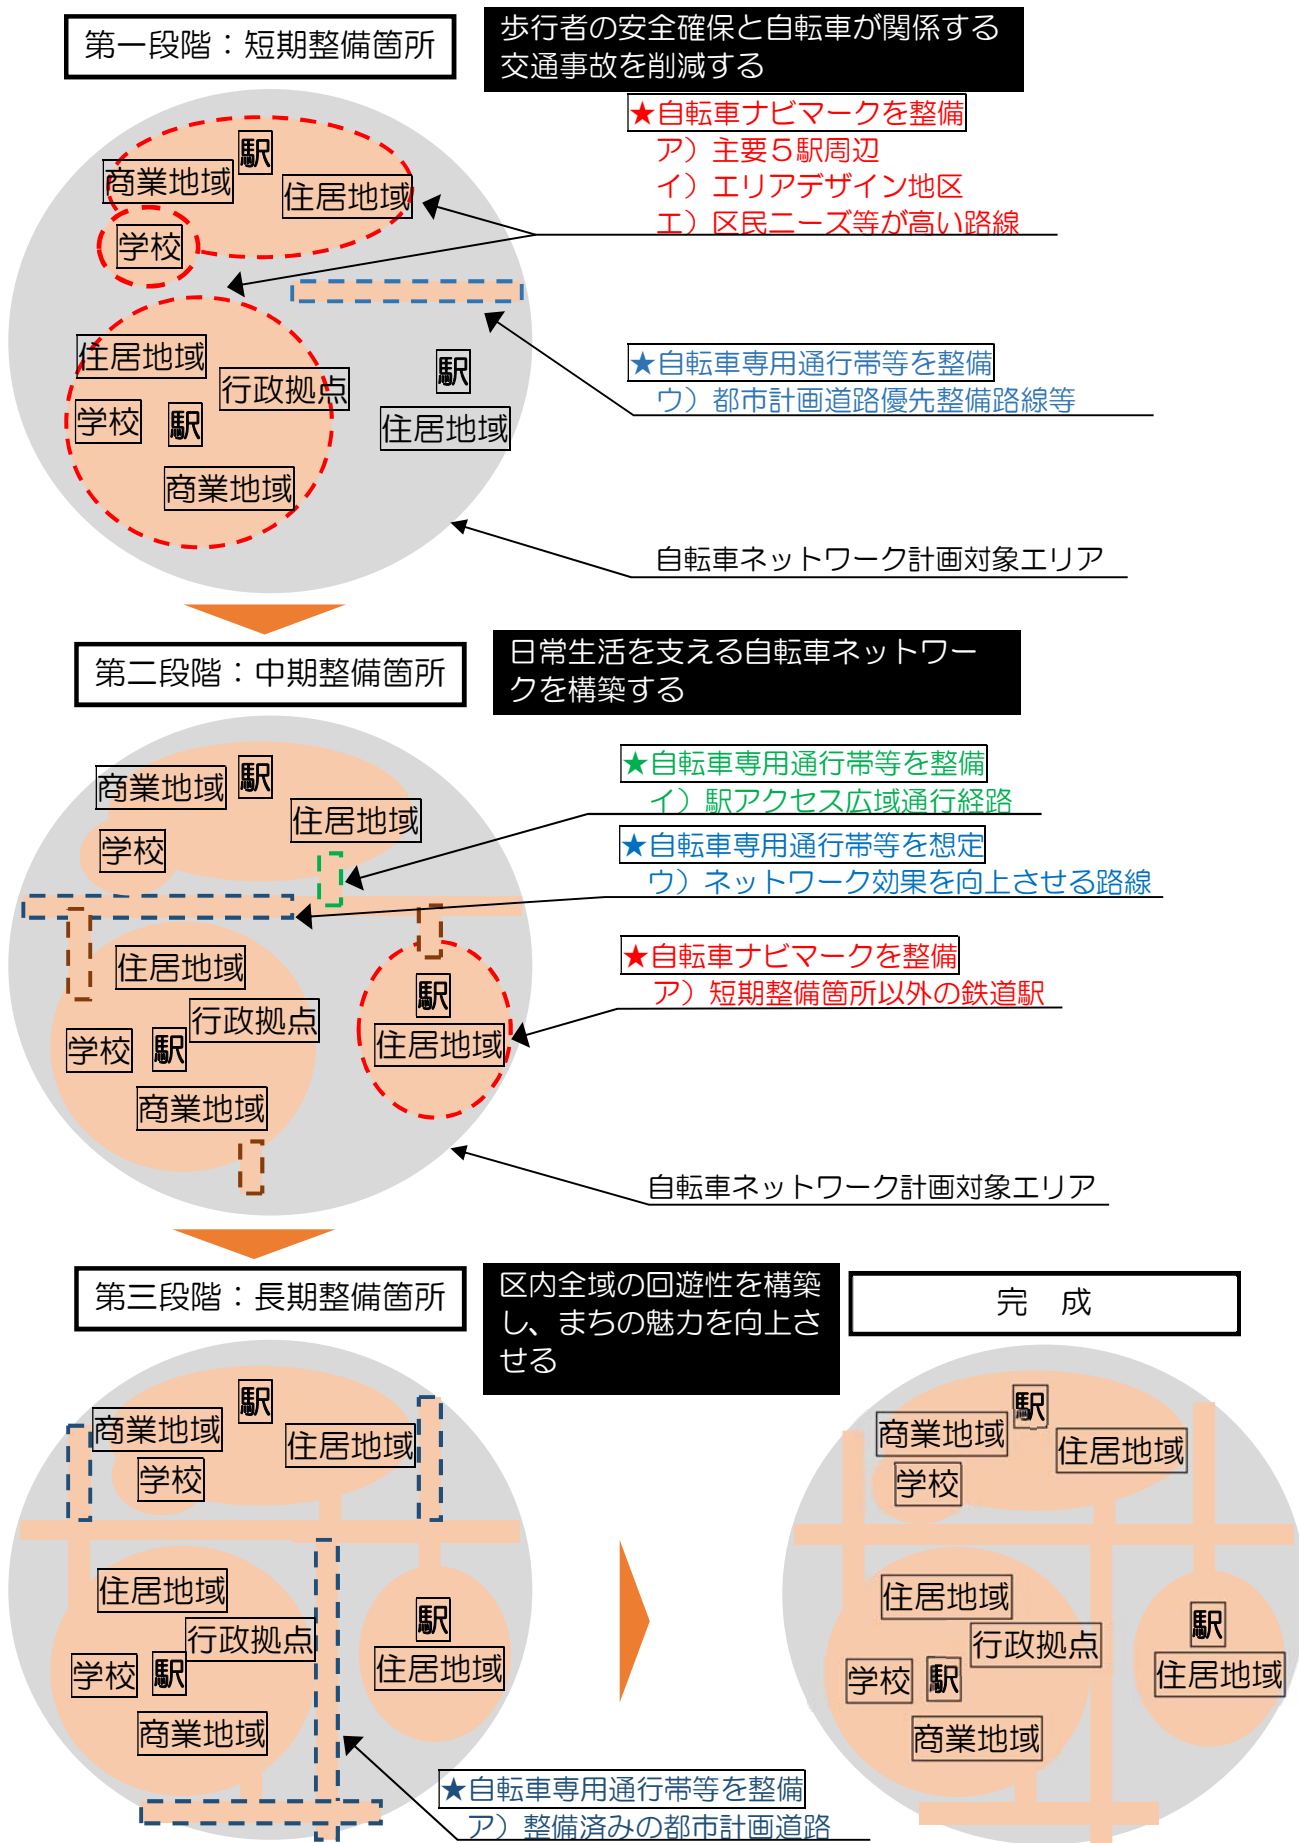 第一段階：短期整備箇所
歩行者の安全確保と自転車が関係する
交通事故を削減する
★自転車ナビマークを整備
ア）主要５駅周辺
イ）エリアデザイン地区
エ）区民ニーズ等が高い路線
駅
商業地域
住居地域
学校
住居地域
行政拠点
学校
駅
商業地域
駅
住居地域
★自転車専用通行帯等を整備
ウ）都市計画道路優先整備路線等
自転車ネットワーク計画対象エリア
第二段階：中期整備箇所
日常生活を支える自転車ネットワー
クを構築する
駅
商業地域
住居地域
学校
★自転車専用通行帯等を整備
イ）駅アクセス広域通行経路
★自転車専用通行帯等を想定
ウ）ネットワーク効果を向上させる路線
★自転車ナビマークを整備
ア）短期整備箇所以外の鉄道駅
住居地域
行政拠点
学校
駅
商業地域
駅
住居地域
自転車ネットワーク計画対象エリア
第三段階：長期整備箇所
区内全域の回遊性を構築
し、まちの魅力を向上さ
せる
完　成
駅
商業地域
住居地域
学校
住居地域
行政拠点
学校
駅
商業地域
駅
住居地域
★自転車専用通行帯等を整備
ア）整備済みの都市計画道路
駅
商業地域
住居地域
学校
住居地域
行政拠点
学校
駅
商業地域
駅
住居地域